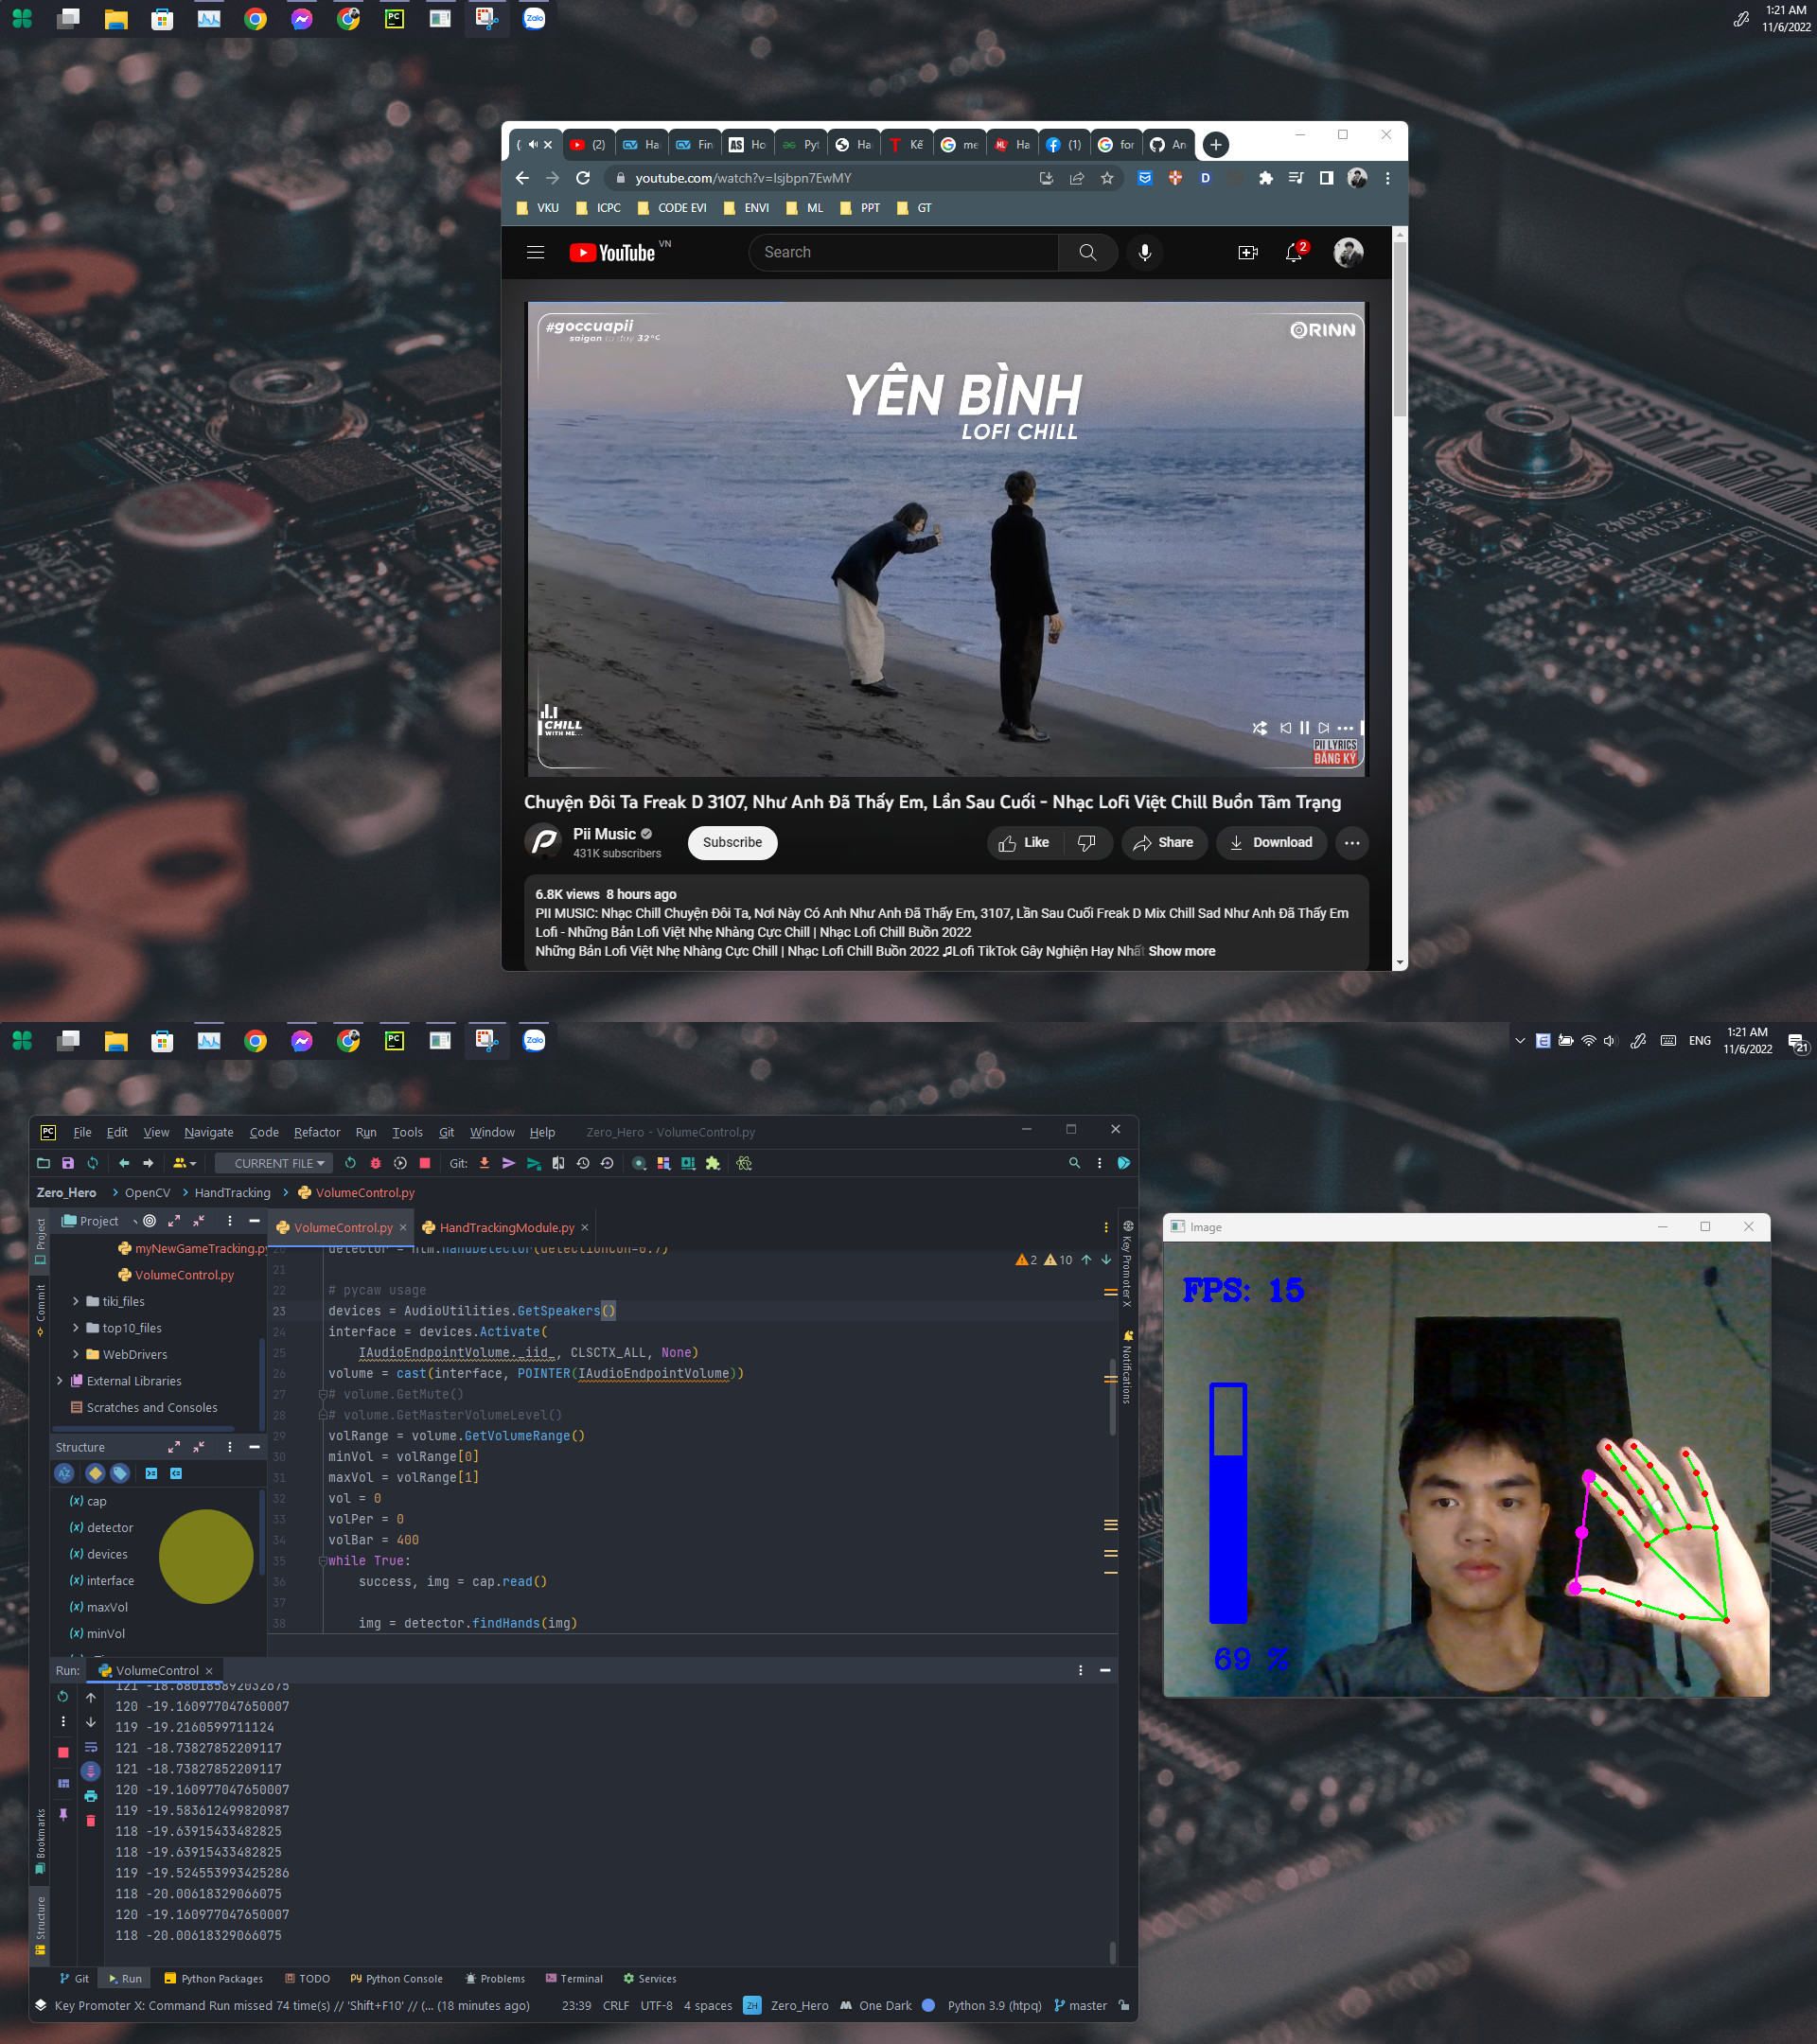 1:21 AM
11/6/2022
(2)
Ha
Fin
Ho
Pyt
Ha
Kế
me
Ha
(1)
for
An
youtube.com/watch?v=Isjbpn7EwMY
VKU ICPC CODE EVI ENVI ML PPT GT
YouTube VN
Search
2
#goccuapii
32°C
ORINN
YÊN BÌNH
LOFI CHILL
CHILL
WITH ME...
PII LYRICS
ĐĂNG KÝ
Chuyện Đôi Ta Freak D 3107, Như Anh Đã Thấy Em, Lần Sau Cuối - Nhạc Lofi Việt Chill Buồn Tâm Trạng
Pii Music
431K subscribers
Subscribe
Like
Share
Download
6.8K views 8 hours ago
PII MUSIC: Nhạc Chill Chuyện Đôi Ta, Nơi Này Có Anh Như Anh Đã Thấy Em, 3107, Lần Sau Cuối Freak D Mix Chill Sad Như Anh Đã Thấy Em
Lofi - Những Bản Lofi Việt Nhẹ Nhàng Cực Chill | Nhạc Lofi Chill Buồn 2022
Những Bản Lofi Việt Nhẹ Nhàng Cực Chill | Nhạc Lofi Chill Buồn 2022 ♫Lofi TikTok Gây Nghiện Hay Nhất Show more
ENG
1:21 AM
11/6/2022
21
File Edit View Navigate Code Refactor Run Tools Git Window Help Zero_Hero - VolumeControl.py
CURRENT FILE
Git:
Zero_Hero OpenCV HandTracking VolumeControl.py
Project
VolumeControl.py
HandTrackingModule.py
myNewGameTracking.py
VolumeControl.py
tiki_files
top10_files
WebDrivers
External Libraries
Scratches and Consoles
Structure
cap
detector
devices
interface
maxVol
minVol
2 10
20 detector = htm.handDetector(detectionCon=0.7)
21
22 # pycaw usage
23 devices = AudioUtilities.GetSpeakers()
24 interface = devices.Activate(
25 IAudioEndpointVolume._iid_, CLSCTX_ALL, None)
26 volume = cast(interface, POINTER(IAudioEndpointVolume))
27 # volume.GetMute()
28 # volume.GetMasterVolumeLevel()
29 volRange = volume.GetVolumeRange()
30 minVol = volRange[0]
31 maxVol = volRange[1]
32 vol = 0
33 volPer = 0
34 volBar = 400
35 while True:
36 success, img = cap.read()
37
38 img = detector.findHands(img)
Project
Commit
Bookmarks
Structure
Key Promoter X
Notifications
Run: VolumeControl
121 -18.680185892032675
120 -19.160977047650007
119 -19.2160599711124
121 -18.73827852209117
121 -18.73827852209117
120 -19.160977047650007
119 -19.583612499820987
118 -19.63915433482825
118 -19.63915433482825
119 -19.524553993425286
118 -20.00618329066075
120 -19.160977047650007
118 -20.00618329066075
Git Run Python Packages TODO Python Console Problems Terminal Services
Key Promoter X: Command Run missed 74 time(s) // 'Shift+F10' // (... (18 minutes ago) 23:39 CRLF UTF-8 4 spaces Zero_Hero One Dark Python 3.9 (htpq) master
Image
FPS: 15
69 %